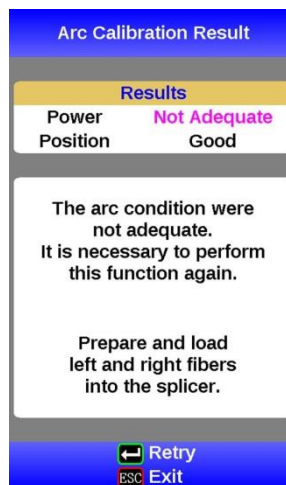 Arc Calibration Result
Results
Power Not Adequate
Position Good
The arc condition were
not adequate.
It is necessary to perform
this function again.
Prepare and load
left and right fibers
into the splicer.
Retry
ESC Exit